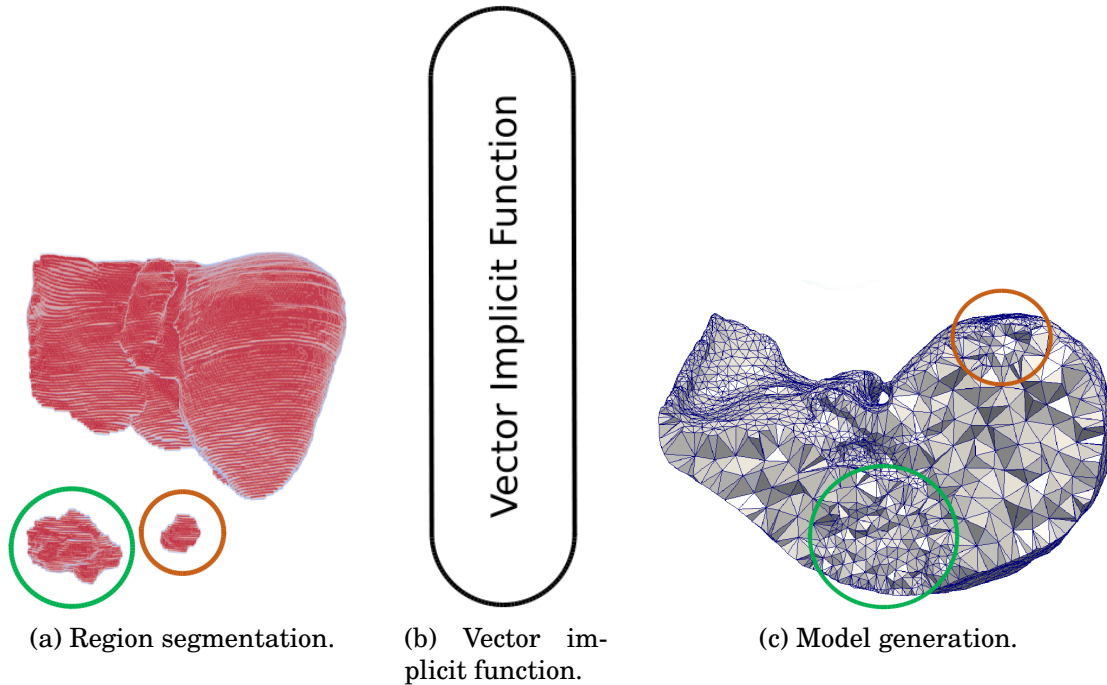 Vector Implicit Function
(a) Region segmentation.
(b) Vector im-
plicit function.
(c) Model generation.